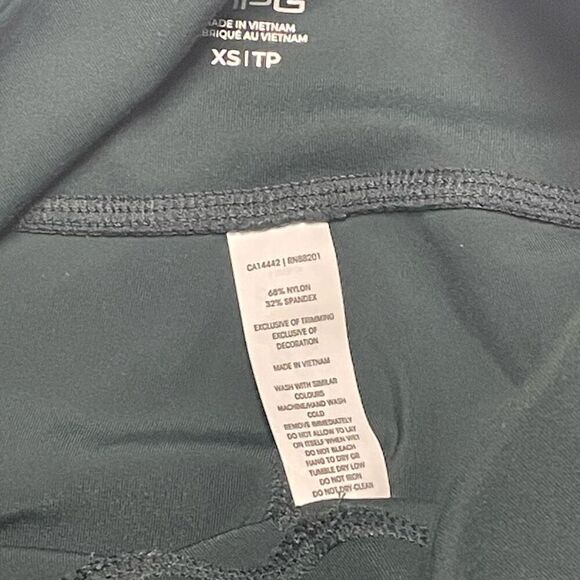 MPG
MADE IN VIETNAM
FABRIQUÉ AU VIETNAM
XS|TP
CA14442 | RN88201
68% NYLON
32% SPANDEX
EXCLUSIVE OF TRIMMING
EXCLUSIVE OF
DECORATION
MADE IN VIETNAM
WASH WITH SIMILAR
COLOURS
MACHINE/HAND WASH
COLD
REMOVE IMMEDIATELY
DO NOT ALLOW TO LAY
ON ITSELF WHEN WET
DO NOT BLEACH
HANG TO DRY OR
TUMBLE DRY LOW
DO NOT IRON
DO NOT DRY-CLEAN